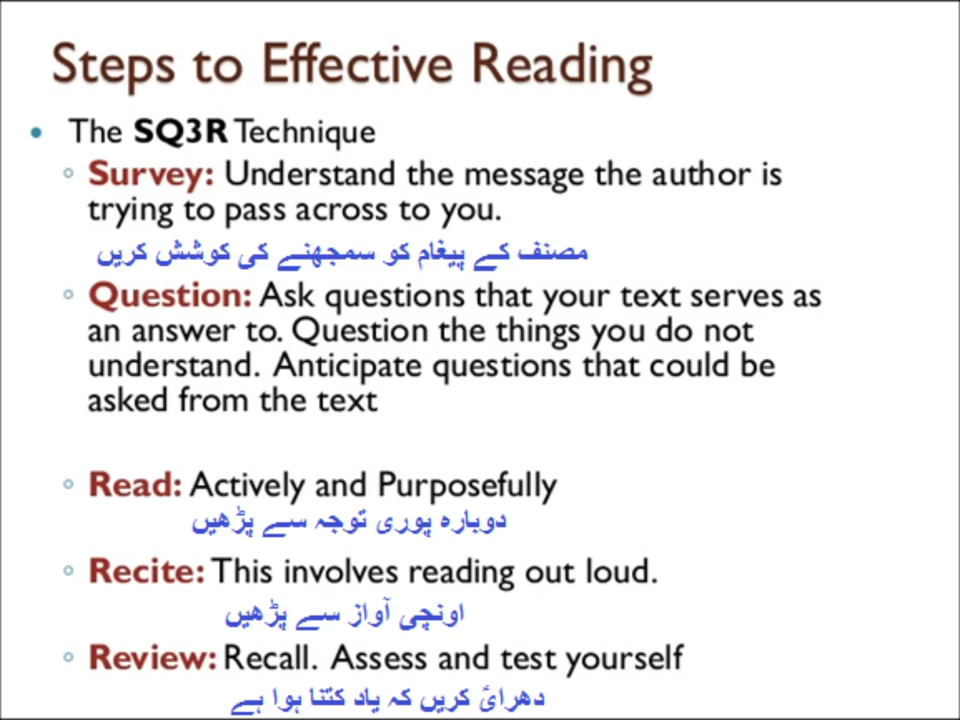 Steps to Effective Reading
The SQ3R Technique
Survey: Understand the message the author is
trying to pass across to you.
مصنف کے پیغام کو سمجھنے کی کوشش کریں
Question: Ask questions that your text serves as
an answer to. Question the things you do not
understand. Anticipate questions that could be
asked from the text
Read: Actively and Purposefully
دوبارہ پوری توجہ سے پڑھیں
Recite: This involves reading out loud.
اونچی آواز سے پڑھیں
Review: Recall. Assess and test yourself
دھرائ کریں کہ یاد کتنا ہوا ہے